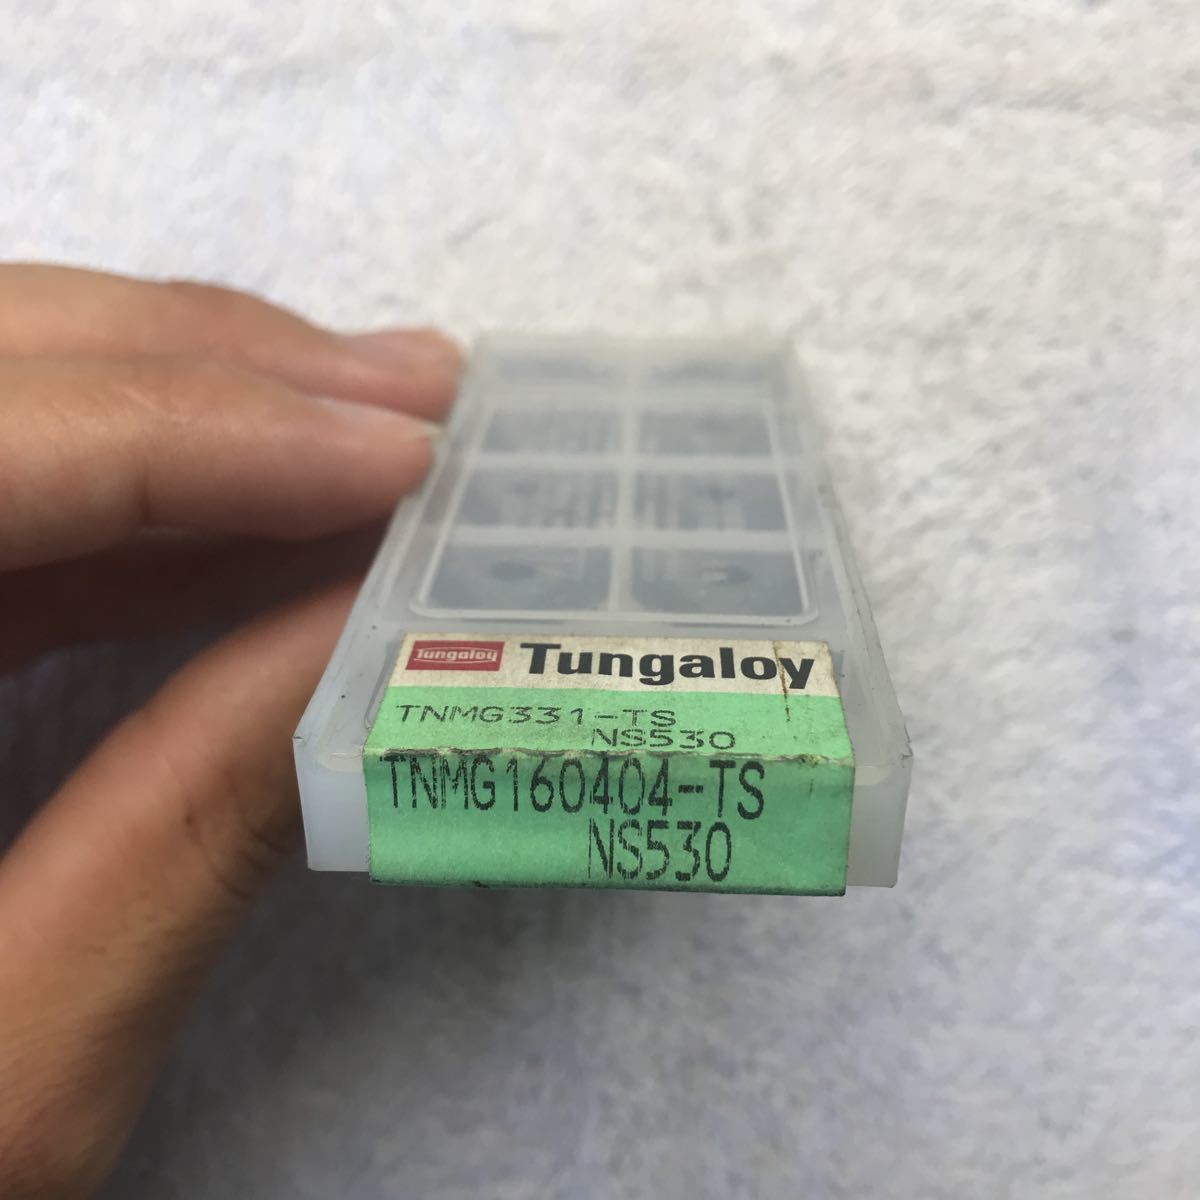 Tungaloy Tungaloy
TNMG331-TS
NS530
TNMG160404-TS
NS530